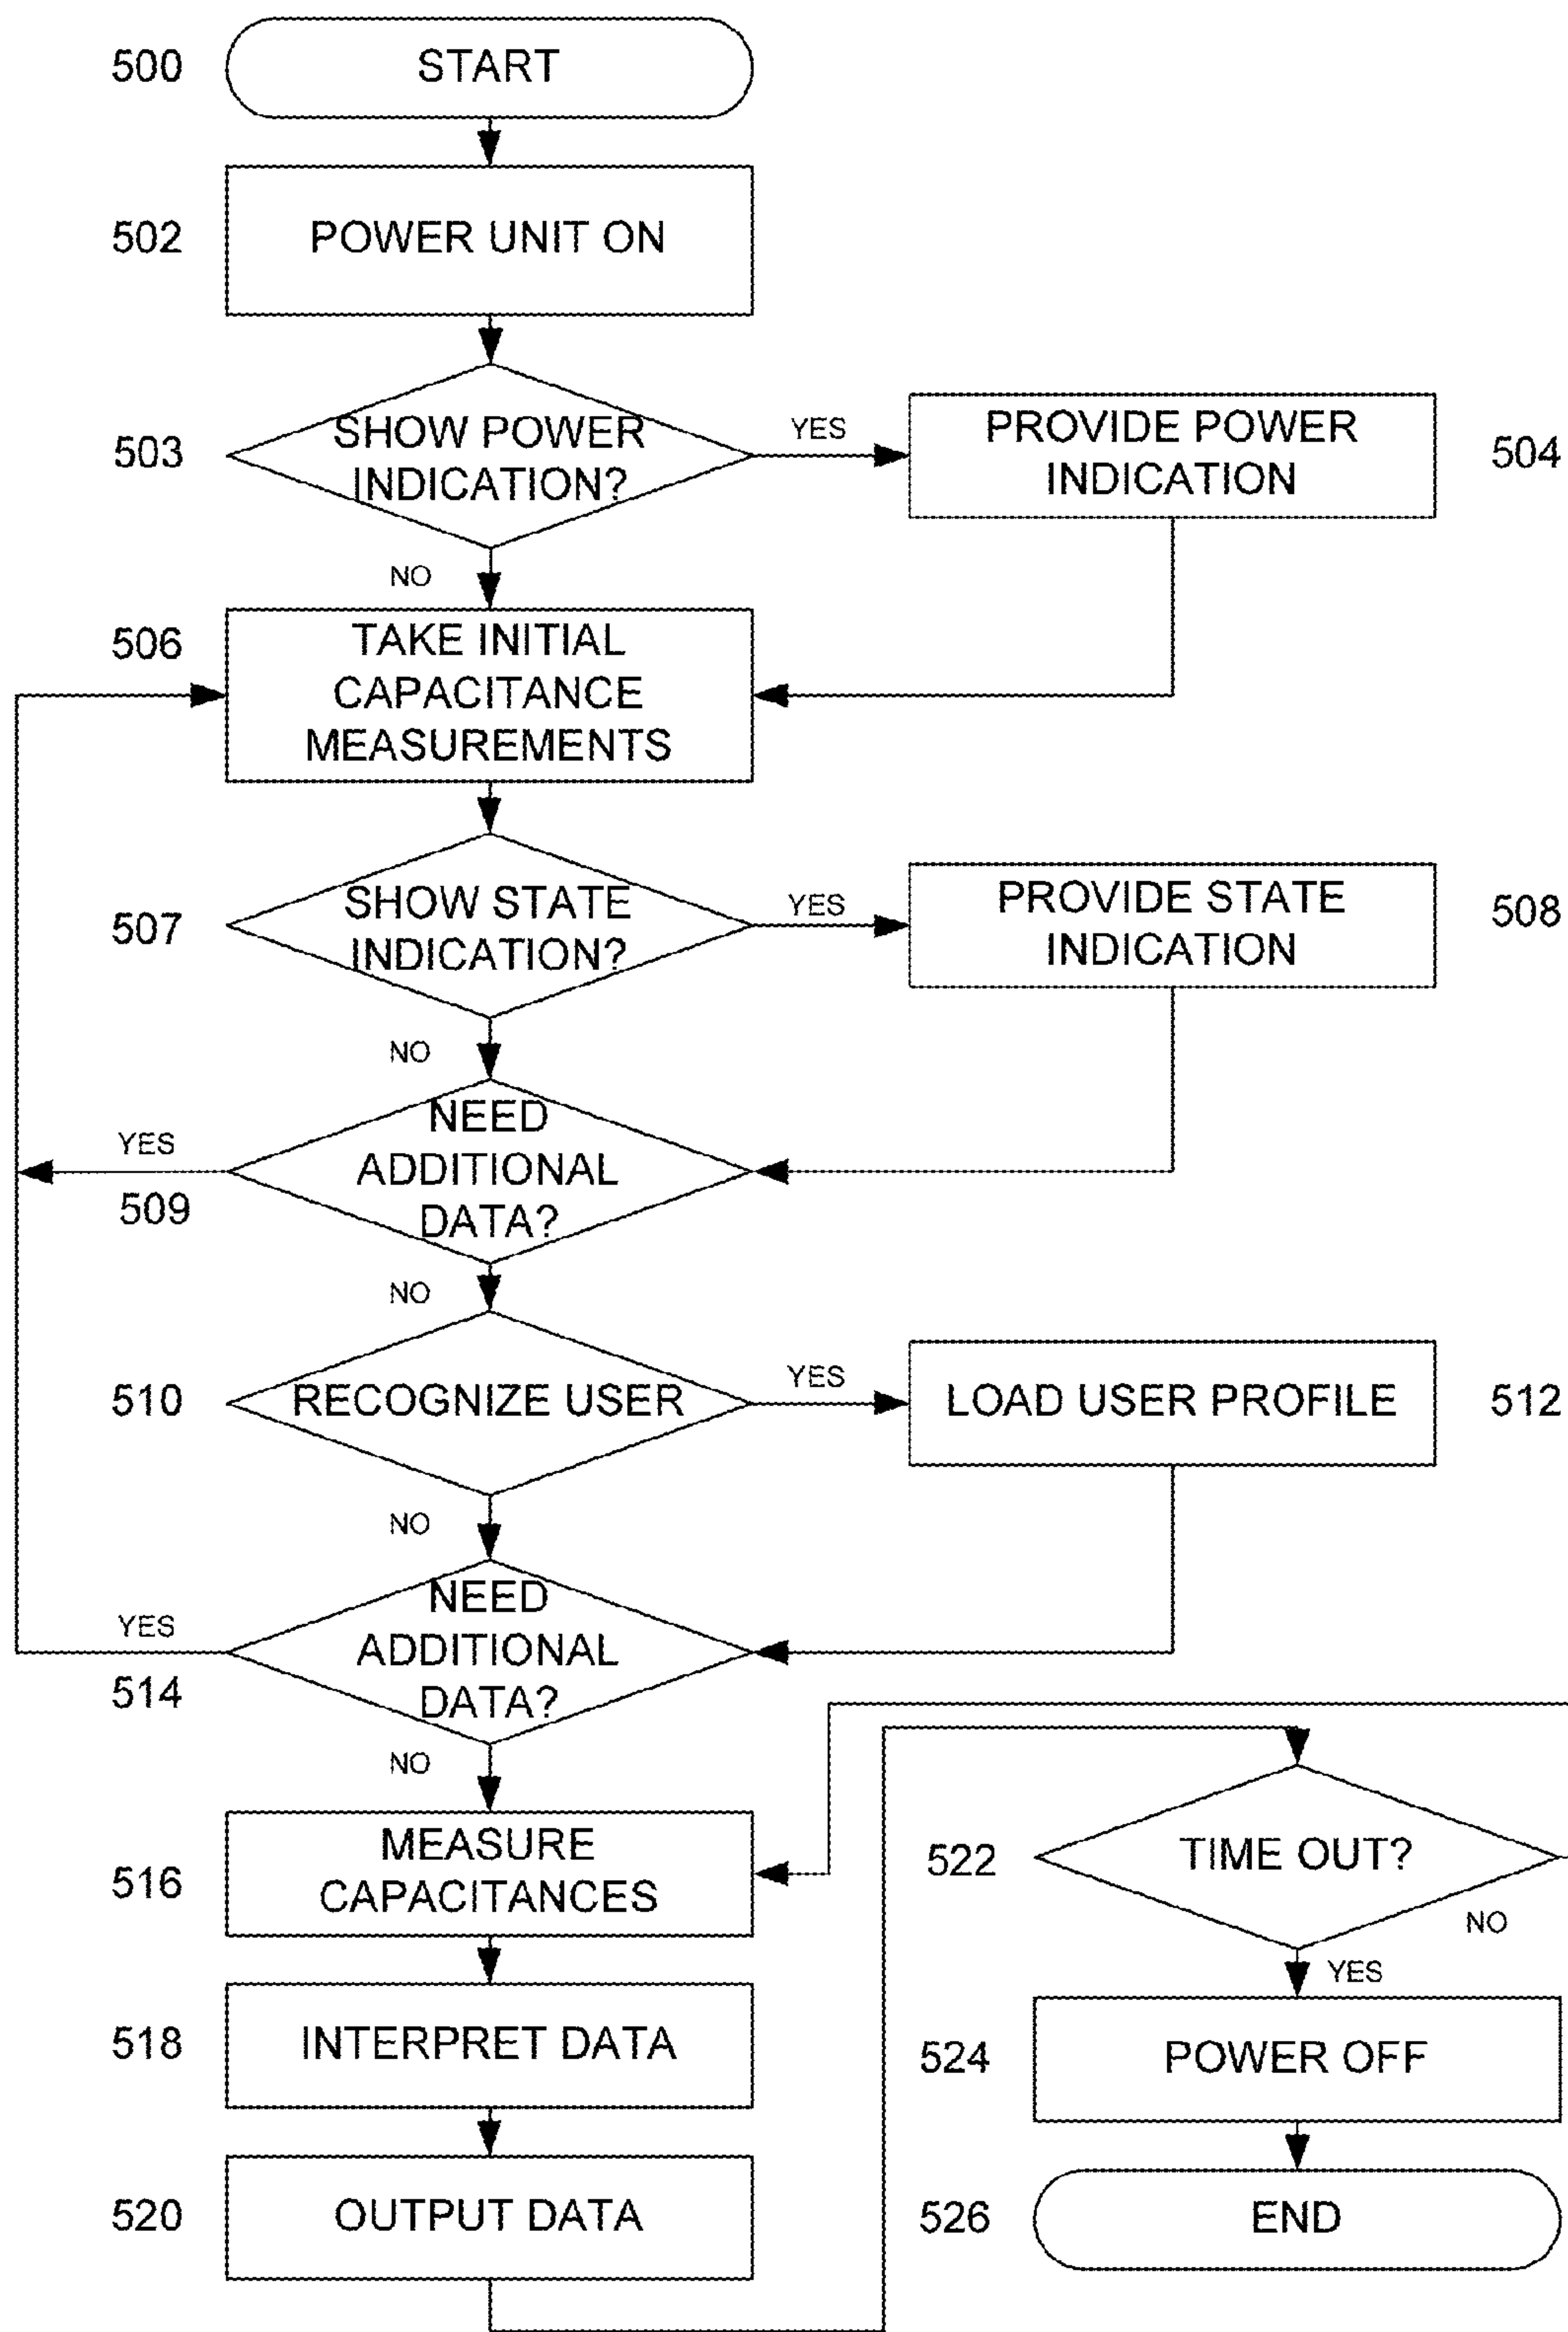 500
START
502
POWER UNIT ON
503
SHOW POWER
INDICATION?
YES
PROVIDE POWER
INDICATION
504
NO
506
TAKE INITIAL
CAPACITANCE
MEASUREMENTS
507
SHOW STATE
INDICATION?
YES
PROVIDE STATE
INDICATION
508
NO
YES
509
NEED
ADDITIONAL
DATA?
NO
510
RECOGNIZE USER
YES
LOAD USER PROFILE
512
NO
YES
514
NEED
ADDITIONAL
DATA?
NO
516
MEASURE
CAPACITANCES
518
INTERPRET DATA
520
OUTPUT DATA
522
TIME OUT?
NO
YES
524
POWER OFF
526
END